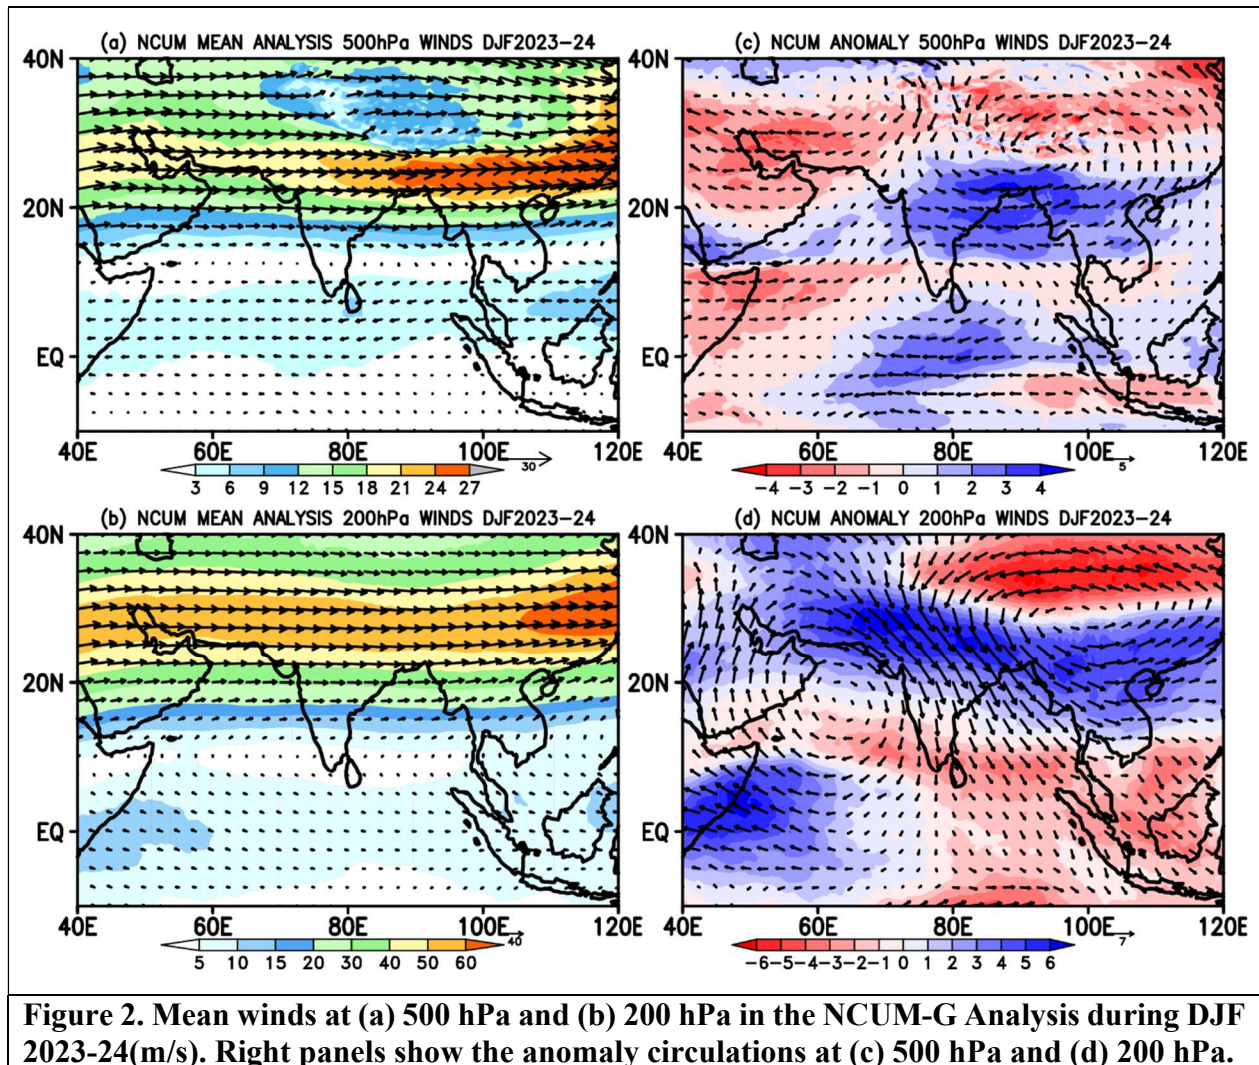 (a) NCUM MEAN ANALYSIS 500hPa WINDS DJF2023-24
40N
20N
EQ
40E 60E 80E 100E 120E
3 6 9 12 15 18 21 24 27
30
(c) NCUM ANOMALY 500hPa WINDS DJF2023-24
40N
20N
EQ
40E 60E 80E 100E 120E
-4 -3 -2 -1 0 1 2 3 4
5
(b) NCUM MEAN ANALYSIS 200hPa WINDS DJF2023-24
40N
20N
EQ
40E 60E 80E 100E 120E
5 10 15 20 30 40 50 60
40
(d) NCUM ANOMALY 200hPa WINDS DJF2023-24
40N
20N
EQ
40E 60E 80E 100E 120E
-6-5-4-3-2-1 0 1 2 3 4 5 6
7
Figure 2. Mean winds at (a) 500 hPa and (b) 200 hPa in the NCUM-G Analysis during DJF
2023-24(m/s). Right panels show the anomaly circulations at (c) 500 hPa and (d) 200 hPa.